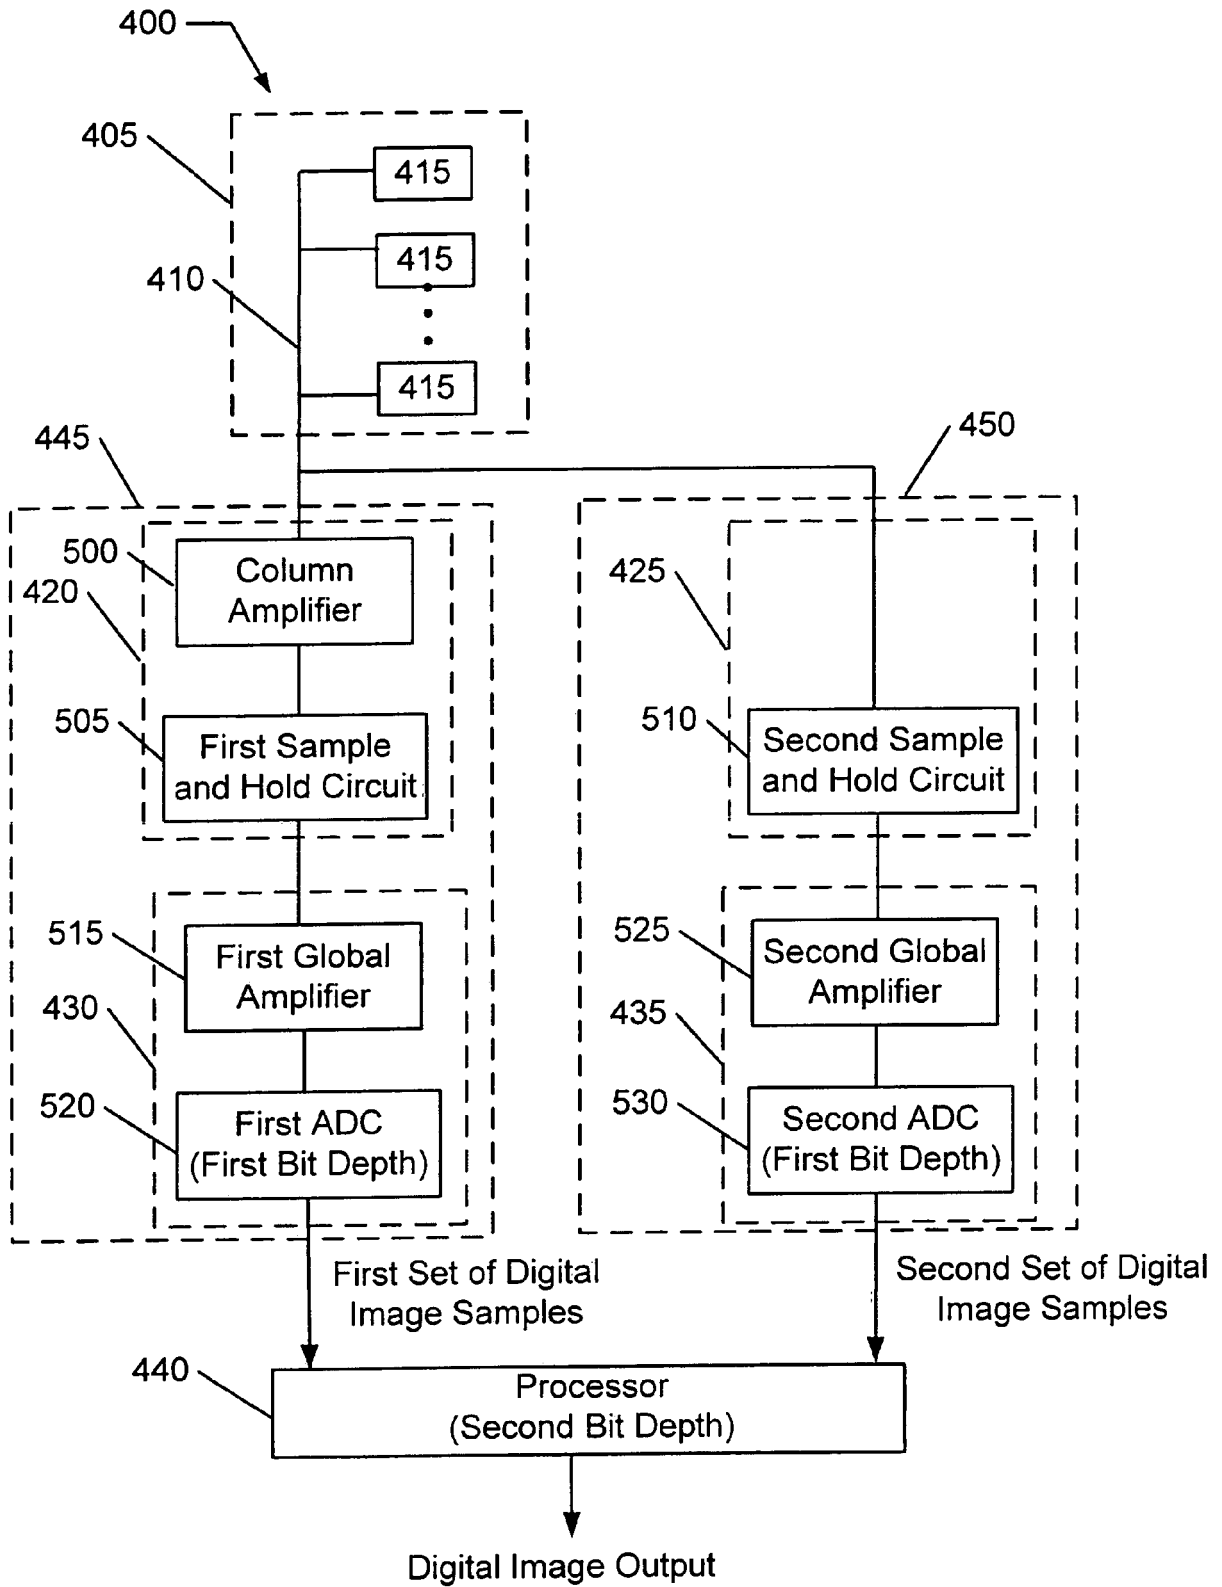 400
405
415
415
410
415
445
450
500
Column
Amplifier
420
425
505
First Sample
and Hold Circuit
510
Second Sample
and Hold Circuit
515
First Global
Amplifier
525
Second Global
Amplifier
430
435
520
First ADC
(First Bit Depth)
530
Second ADC
(First Bit Depth)
First Set of Digital
Image Samples
Second Set of Digital
Image Samples
440
Processor
(Second Bit Depth)
Digital Image Output